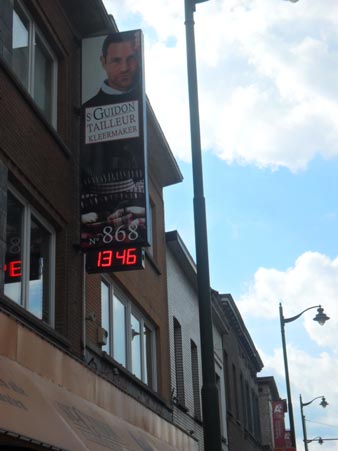 S GUIDON
TAILLEUR
KLEERMAKER
N° 868
13 46